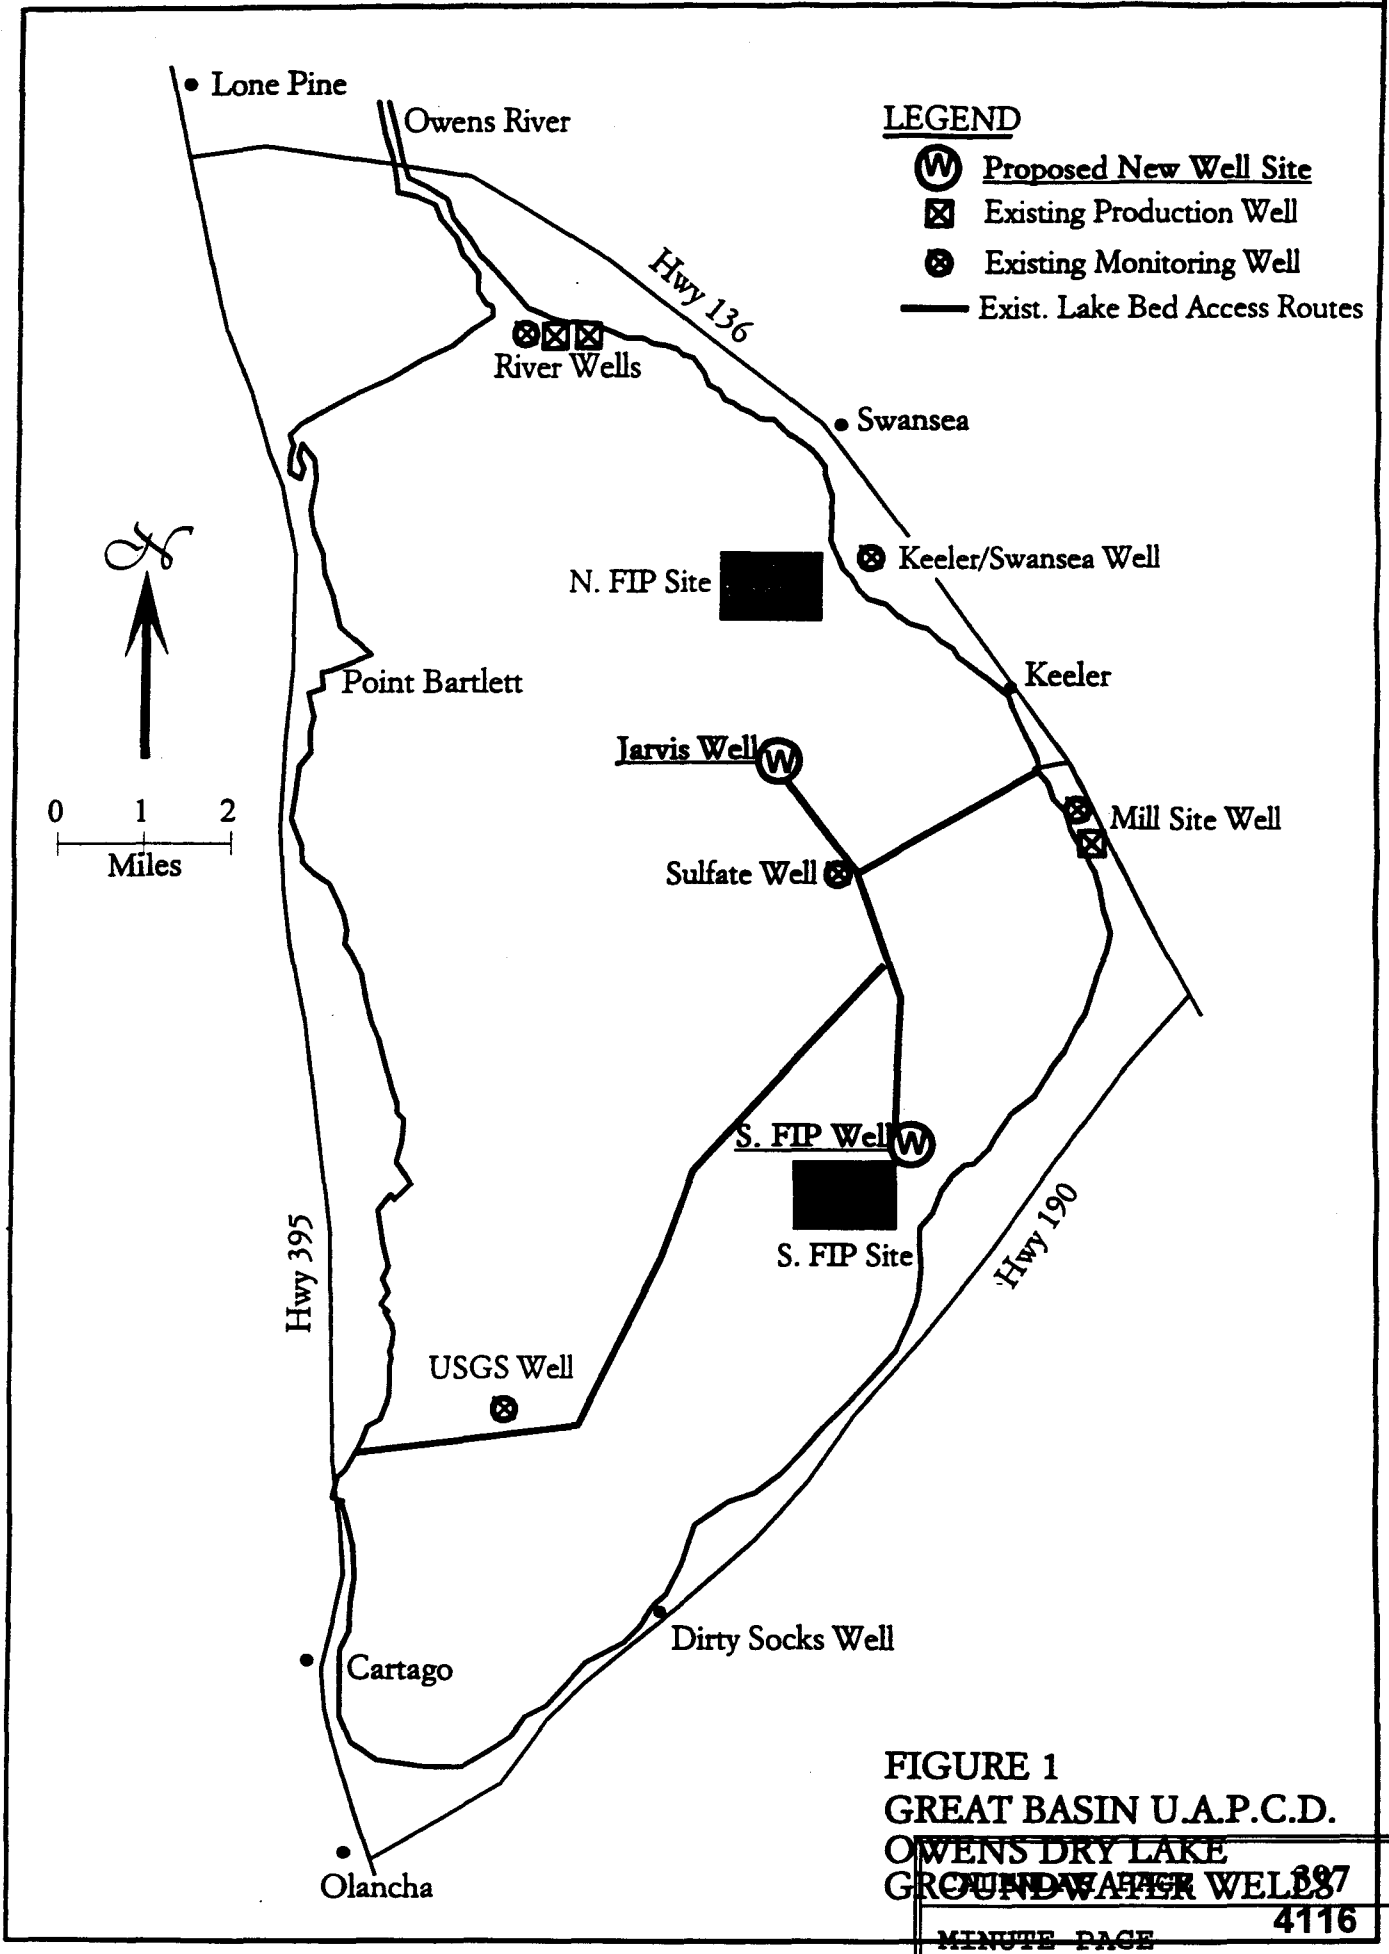 Lone Pine
Owens River
LEGEND
W Proposed New Well Site
Existing Production Well
Existing Monitoring Well
Exist. Lake Bed Access Routes
Hwy 136
River Wells
Swansea
N
Keeler/Swansea Well
N. FIP Site
Keeler
Point Bartlett
Jarvis Well W
0 1 2
Miles
Mill Site Well
Sulfate Well
S. FIP Well W
Hwy 190
Hwy 395
S. FIP Site
USGS Well
Dirty Socks Well
Cartago
FIGURE 1
GREAT BASIN U.A.P.C.D.
OWENS DRY LAKE
GROUNDWATER WELLS
CALENDAR PAGE 397
Olancha
MINUTE PAGE 4116